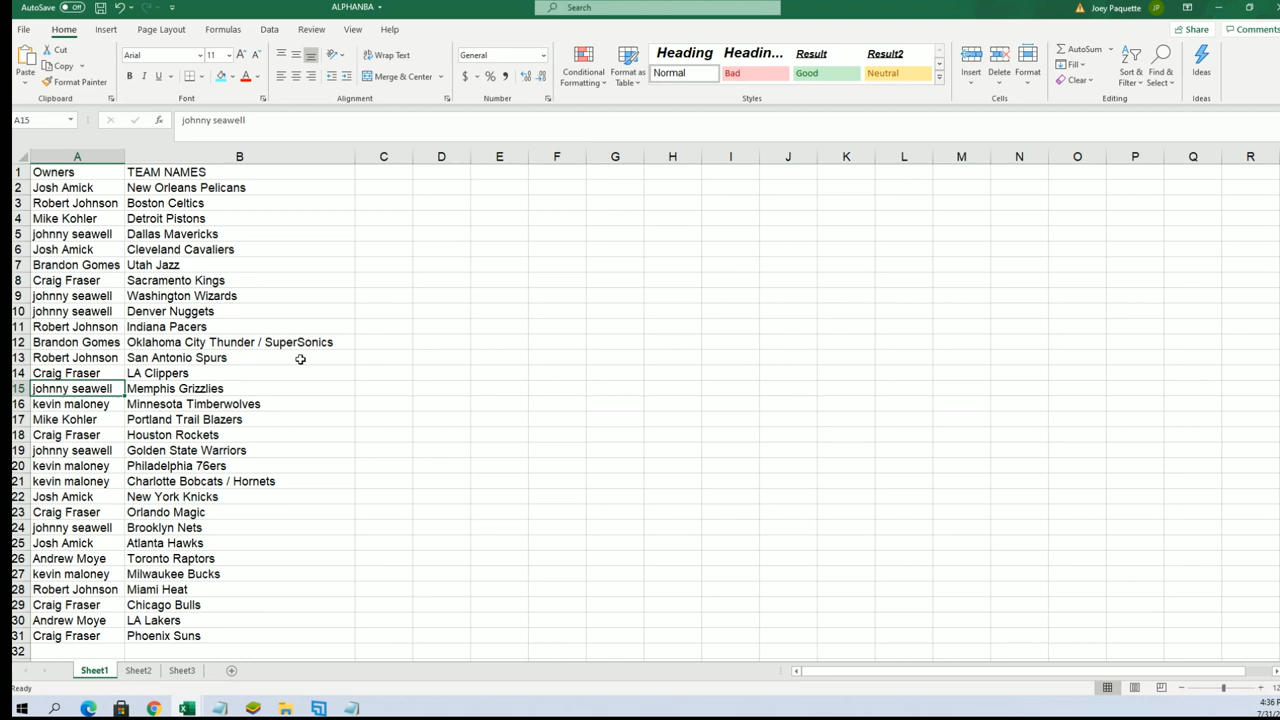 AutoSave Off ALPHANBA Search Joey Paquette JP
File Home Insert Page Layout Formulas Data Review View Help Share Comments
Paste Cut Copy Format Painter Clipboard
Arial 11 B I U A A A Font
Wrap Text Merge & Center Alignment
General $ % , Number
Conditional Formatting Format as Table
Heading Headin... Result Result2
Normal Bad Good Neutral
Styles
Insert Delete Format Cells
AutoSum Fill Clear Sort & Filter Find & Select Editing
Ideas Ideas
A15 fx johnny seawell
A B C D E F G H I J K L M N O P Q R
1 Owners TEAM NAMES
2 Josh Amick New Orleans Pelicans
3 Robert Johnson Boston Celtics
4 Mike Kohler Detroit Pistons
5 johnny seawell Dallas Mavericks
6 Josh Amick Cleveland Cavaliers
7 Brandon Gomes Utah Jazz
8 Craig Fraser Sacramento Kings
9 johnny seawell Washington Wizards
10 johnny seawell Denver Nuggets
11 Robert Johnson Indiana Pacers
12 Brandon Gomes Oklahoma City Thunder / SuperSonics
13 Robert Johnson San Antonio Spurs
14 Craig Fraser LA Clippers
15 johnny seawell Memphis Grizzlies
16 kevin maloney Minnesota Timberwolves
17 Mike Kohler Portland Trail Blazers
18 Craig Fraser Houston Rockets
19 johnny seawell Golden State Warriors
20 kevin maloney Philadelphia 76ers
21 kevin maloney Charlotte Bobcats / Hornets
22 Josh Amick New York Knicks
23 Craig Fraser Orlando Magic
24 johnny seawell Brooklyn Nets
25 Josh Amick Atlanta Hawks
26 Andrew Moye Toronto Raptors
27 kevin maloney Milwaukee Bucks
28 Robert Johnson Miami Heat
29 Craig Fraser Chicago Bulls
30 Andrew Moye LA Lakers
31 Craig Fraser Phoenix Suns
32
Sheet1 Sheet2 Sheet3
Ready
4:36 P
7/31/2